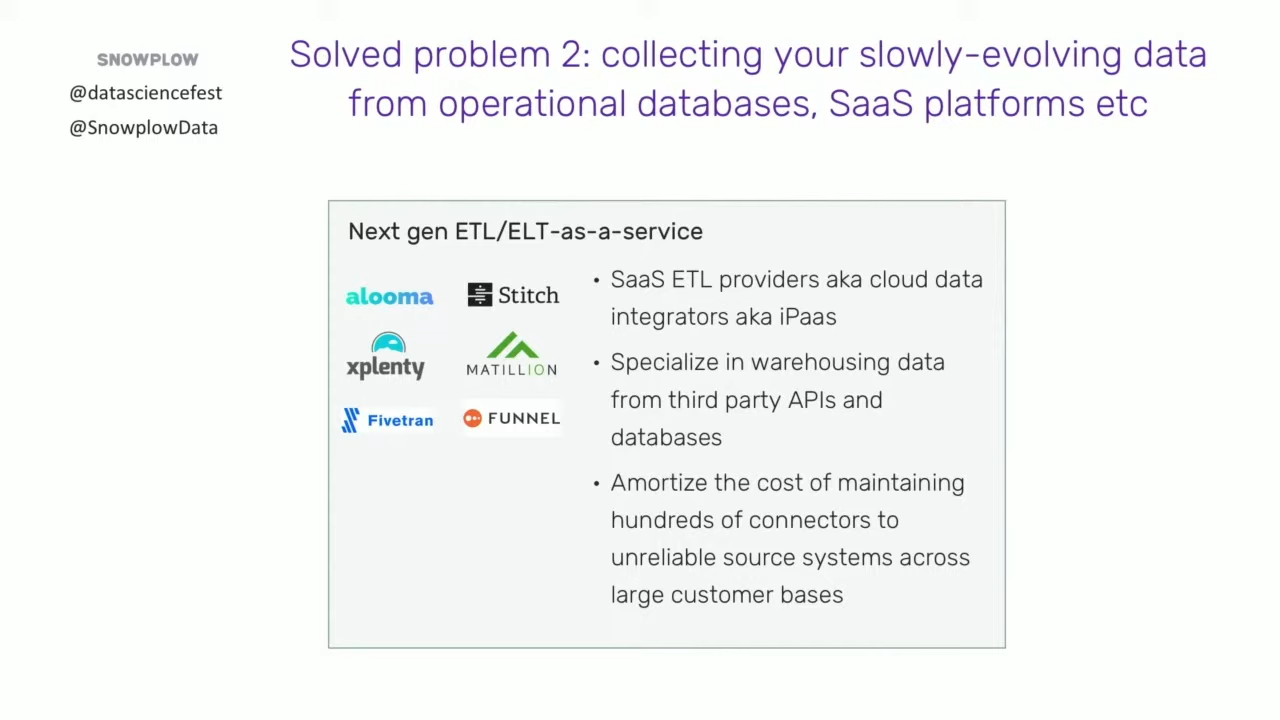 SNOWPLOW
@datasciencefest
@SnowplowData
Solved problem 2: collecting your slowly-evolving data
from operational databases, SaaS platforms etc
Next gen ETL/ELT-as-a-service
alooma
Stitch
xplenty
MATILLION
Fivetran
FUNNEL
• SaaS ETL providers aka cloud data
integrators aka iPaas
• Specialize in warehousing data
from third party APIs and
databases
• Amortize the cost of maintaining
hundreds of connectors to
unreliable source systems across
large customer bases